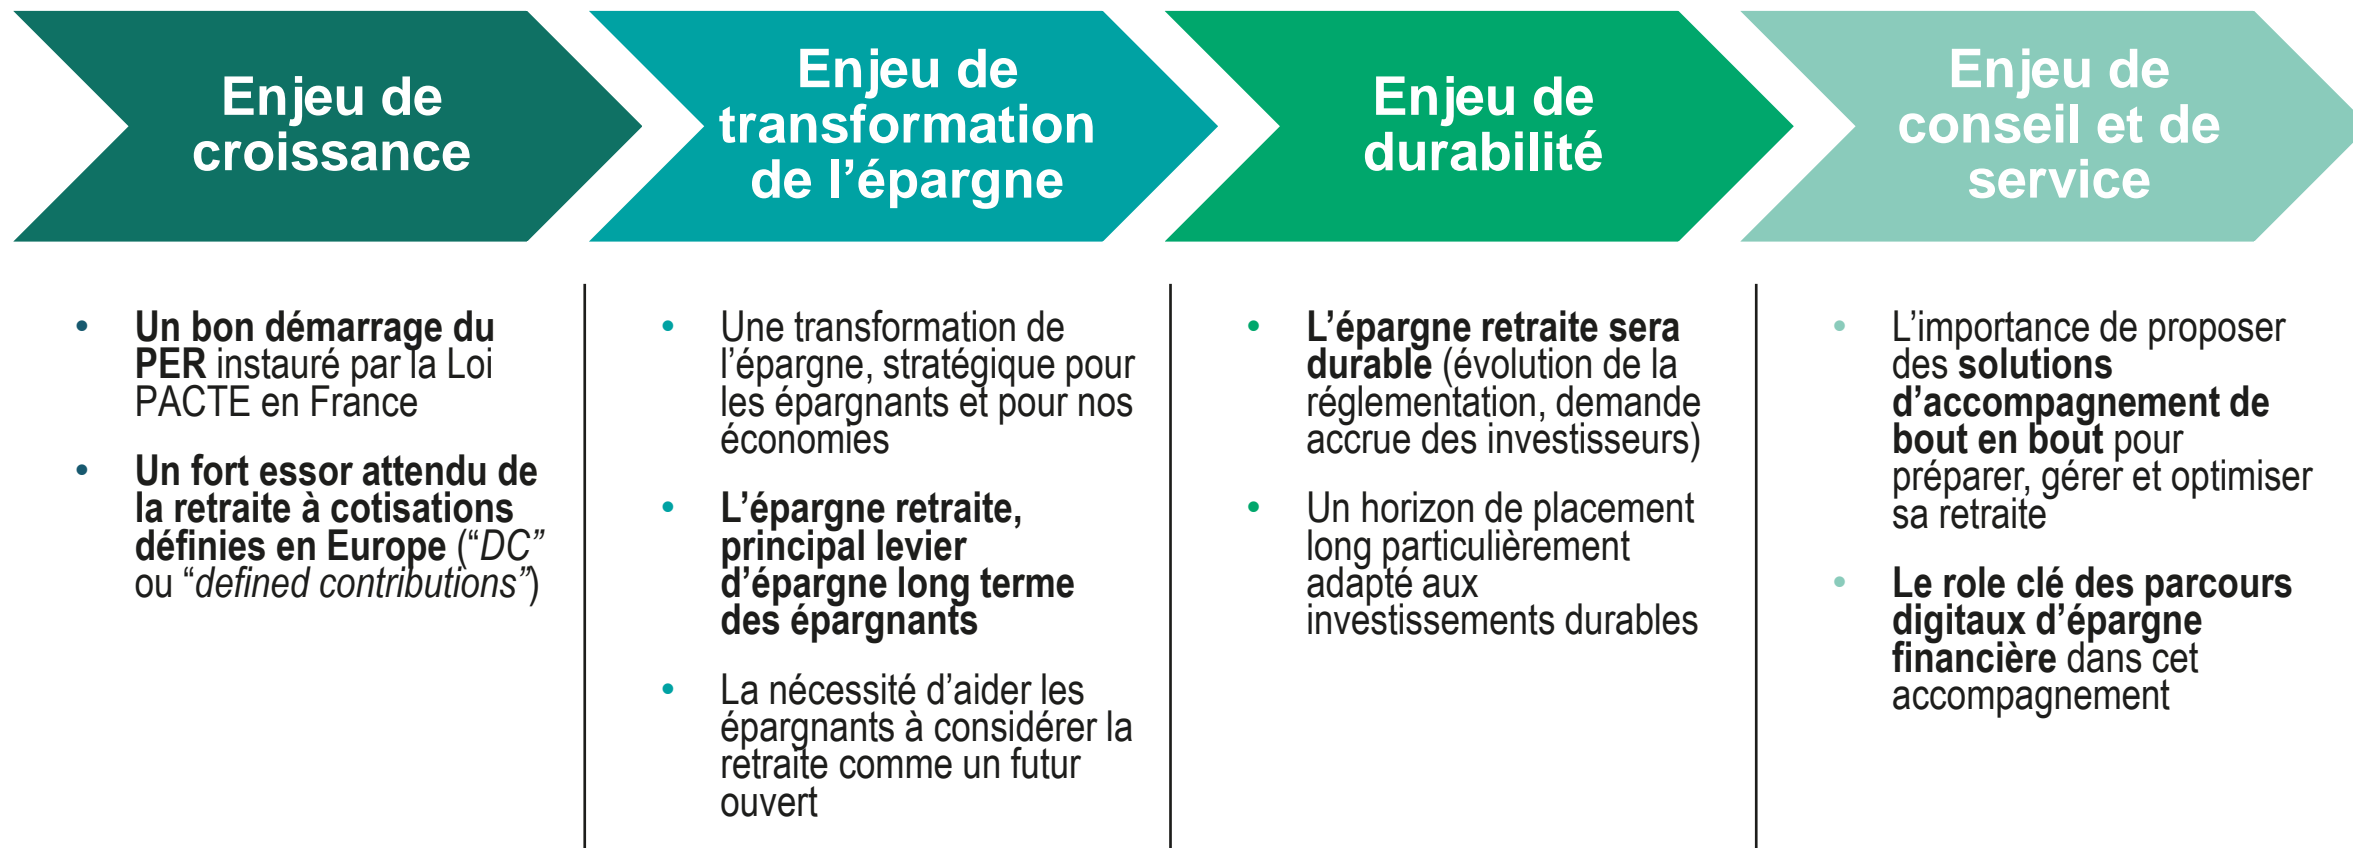 Enjeu de
croissance
Enjeu de
transformation
de l’épargne
Enjeu de
durabilité
Enjeu de
conseil et de
service
• Un bon démarrage du
PER instauré par la Loi
PACTE en France
• Un fort essor attendu de
la retraite à cotisations
définies en Europe (“DC”
ou “defined contributions”)
• Une transformation de
l’épargne, stratégique pour
les épargnants et pour nos
économies
• L’épargne retraite,
principal levier
d’épargne long terme
des épargnants
• La nécessité d’aider les
épargnants à considérer la
retraite comme un futur
ouvert
• L’épargne retraite sera
durable (évolution de la
réglementation, demande
accrue des investisseurs)
• Un horizon de placement
long particulièrement
adapté aux
investissements durables
• L’importance de proposer
des solutions
d’accompagnement de
bout en bout pour
préparer, gérer et optimiser
sa retraite
• Le role clé des parcours
digitaux d’épargne
financière dans cet
accompagnement